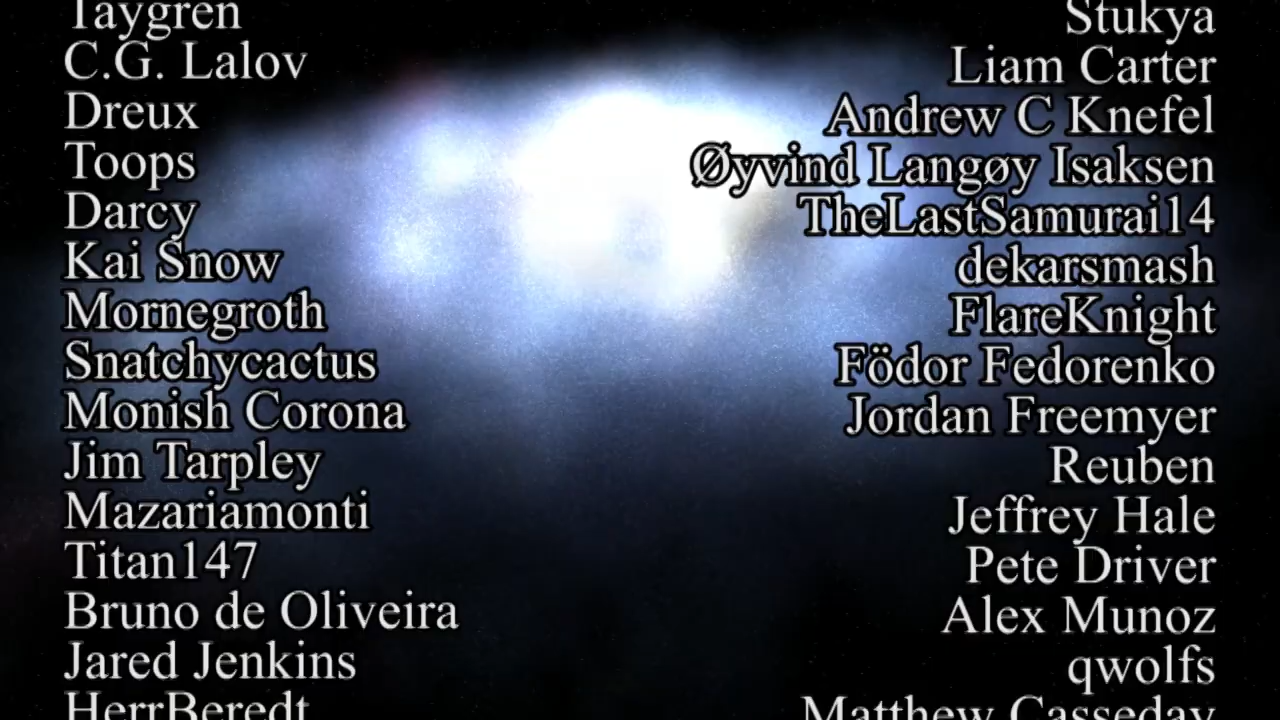 Taygren
C.G. Lalov
Dreux
Toops
Darcy
Kai Snow
Mornegroth
Snatchycactus
Monish Corona
Jim Tarpley
Mazariamonti
Titan147
Bruno de Oliveira
Jared Jenkins
HerrBeredt
Stukya
Liam Carter
Andrew C Knefel
Øyvind Langøy Isaksen
TheLastSamurai14
dekarsmash
FlareKnight
Födor Fedorenko
Jordan Freemyer
Reuben
Jeffrey Hale
Pete Driver
Alex Munoz
qwolfs
Matthew Casseday